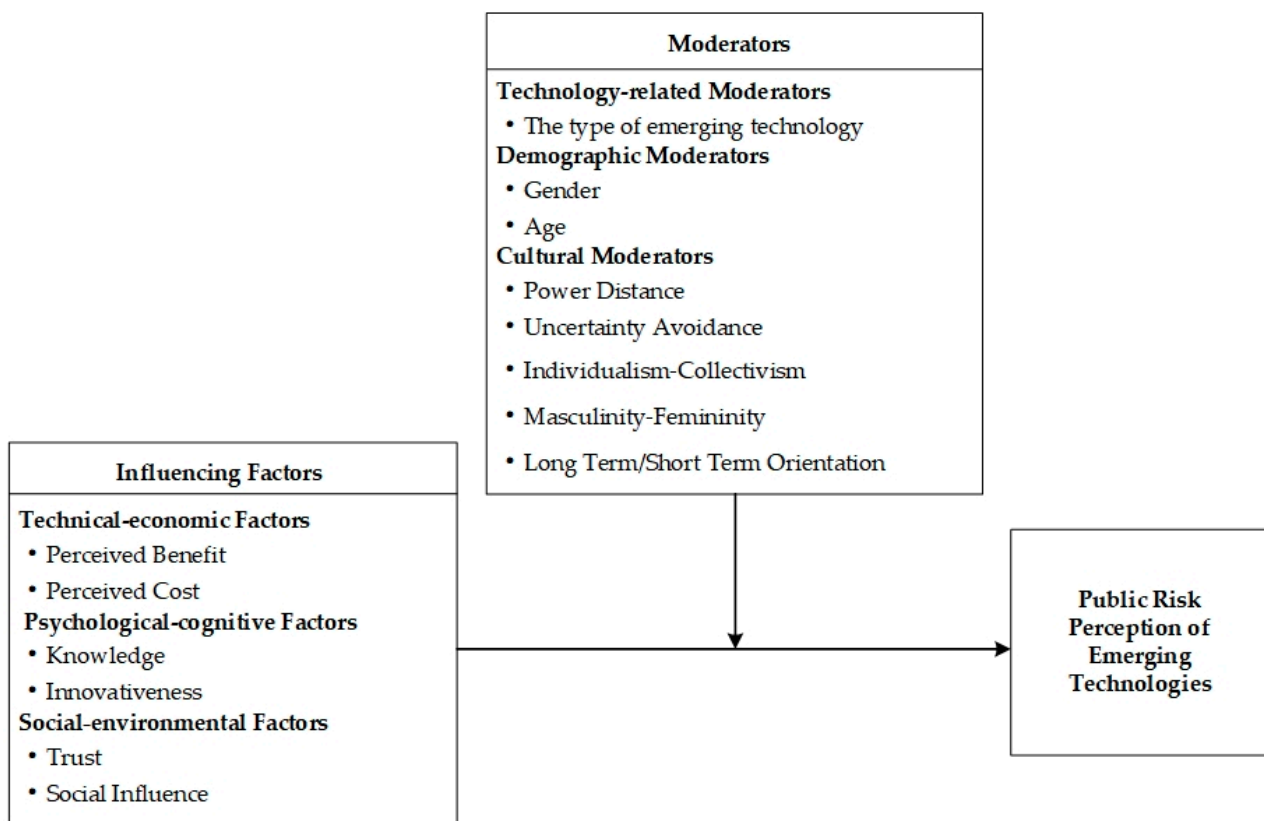 Moderators
Technology-related Moderators
• The type of emerging technology
Demographic Moderators
• Gender
• Age
Cultural Moderators
• Power Distance
• Uncertainty Avoidance
• Individualism-Collectivism
• Masculinity-Femininity
• Long Term/Short Term Orientation
Influencing Factors
Technical-economic Factors
• Perceived Benefit
• Perceived Cost
Psychological-cognitive Factors
• Knowledge
• Innovativeness
Social-environmental Factors
• Trust
• Social Influence
Public Risk
Perception of
Emerging
Technologies